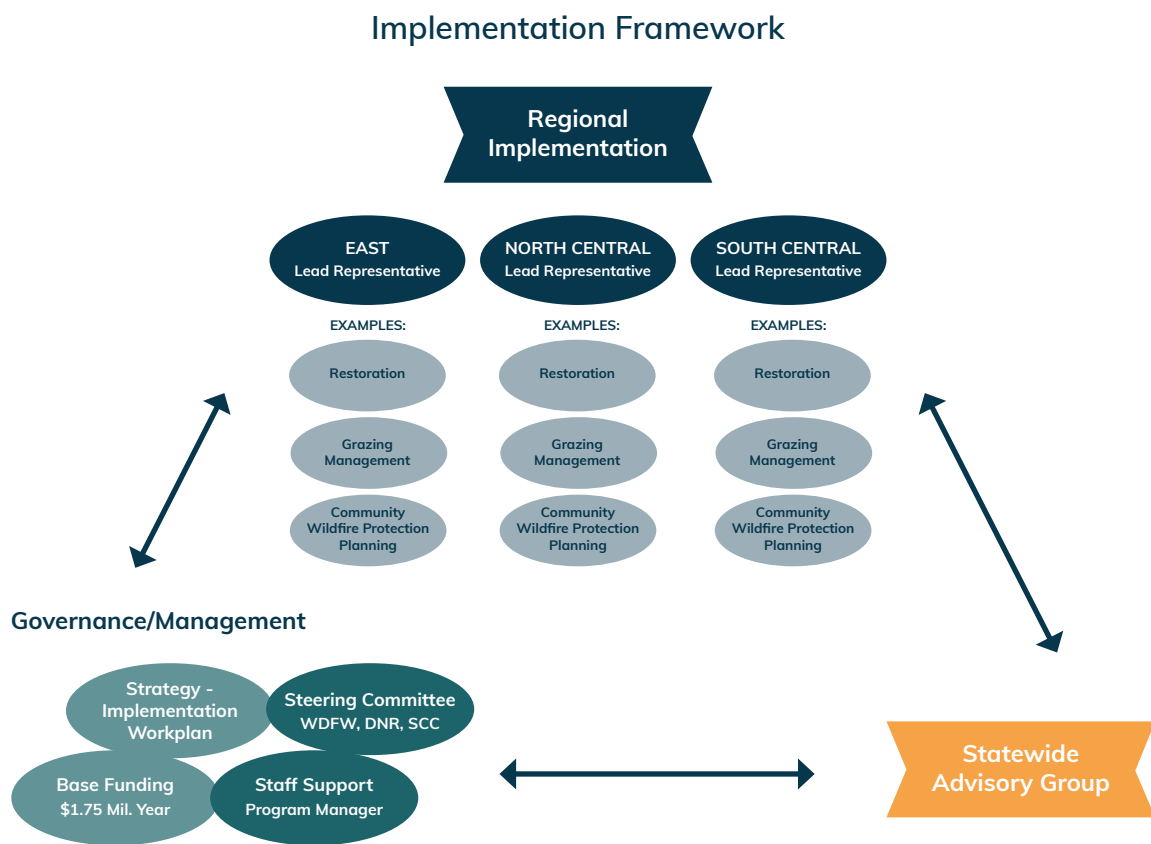 Implementation Framework
Regional
Implementation
EAST
Lead Representative
NORTH CENTRAL
Lead Representative
SOUTH CENTRAL
Lead Representative
EXAMPLES:
EXAMPLES:
EXAMPLES:
Restoration
Restoration
Restoration
Grazing
Management
Grazing
Management
Grazing
Management
Community
Wildfire Protection
Planning
Community
Wildfire Protection
Planning
Community
Wildfire Protection
Planning
Governance/Management
Strategy -
Implementation
Workplan
Steering Committee
WDFW, DNR, SCC
Base Funding
$1.75 Mil. Year
Staff Support
Program Manager
Statewide
Advisory Group